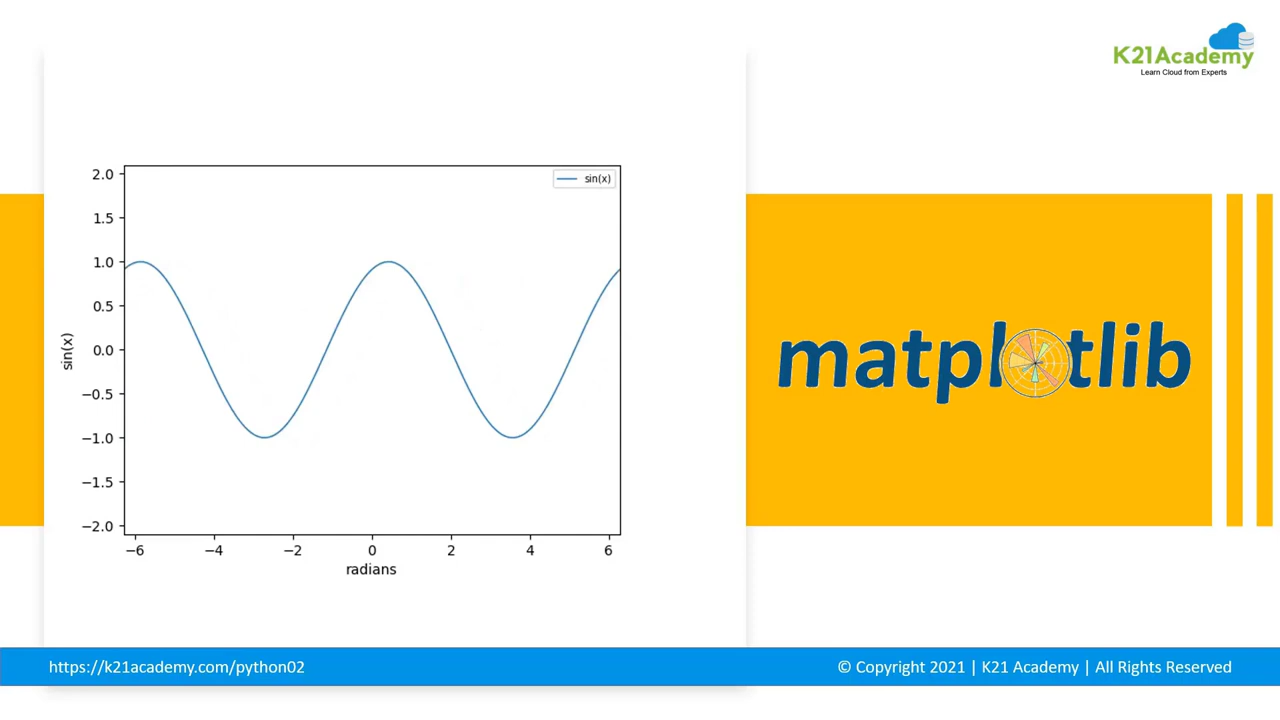 K21Academy
Learn Cloud from Experts
2.0
1.5
1.0
0.5
0.0
−0.5
−1.0
−1.5
−2.0
sin(x)
sin(x)
−6 −4 −2 0 2 4 6
radians
matplotlib
https://k21academy.com/python02
© Copyright 2021 | K21 Academy | All Rights Reserved